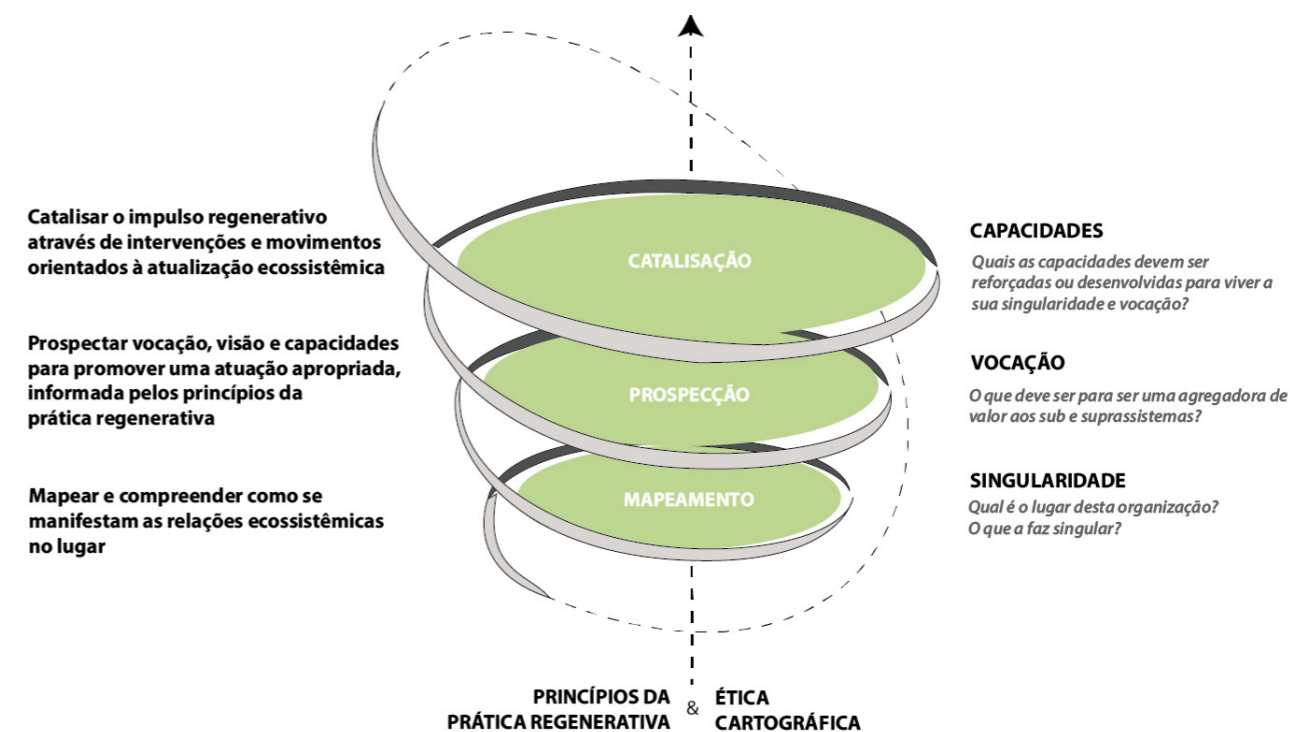 Catalisar o impulso regenerativo
através de intervenções e movimentos
orientados à atualização ecossistêmica
CATALISAÇÃO
CAPACIDADES
Quais as capacidades devem ser
reforçadas ou desenvolvidas para viver a
sua singularidade e vocação?
Prospectar vocação, visão e capacidades
para promover uma atuação apropriada,
informada pelos princípios da
prática regenerativa
PROSPECÇÃO
VOCAÇÃO
O que deve ser para ser uma agregadora de
valor aos sub e suprassistemas?
Mapear e compreender como se
manifestam as relações ecossistêmicas
no lugar
MAPEAMENTO
SINGULARIDADE
Qual é o lugar desta organização?
O que a faz singular?
PRINCÍPIOS DA
PRÁTICA REGENERATIVA
&
ÉTICA
CARTOGRÁFICA